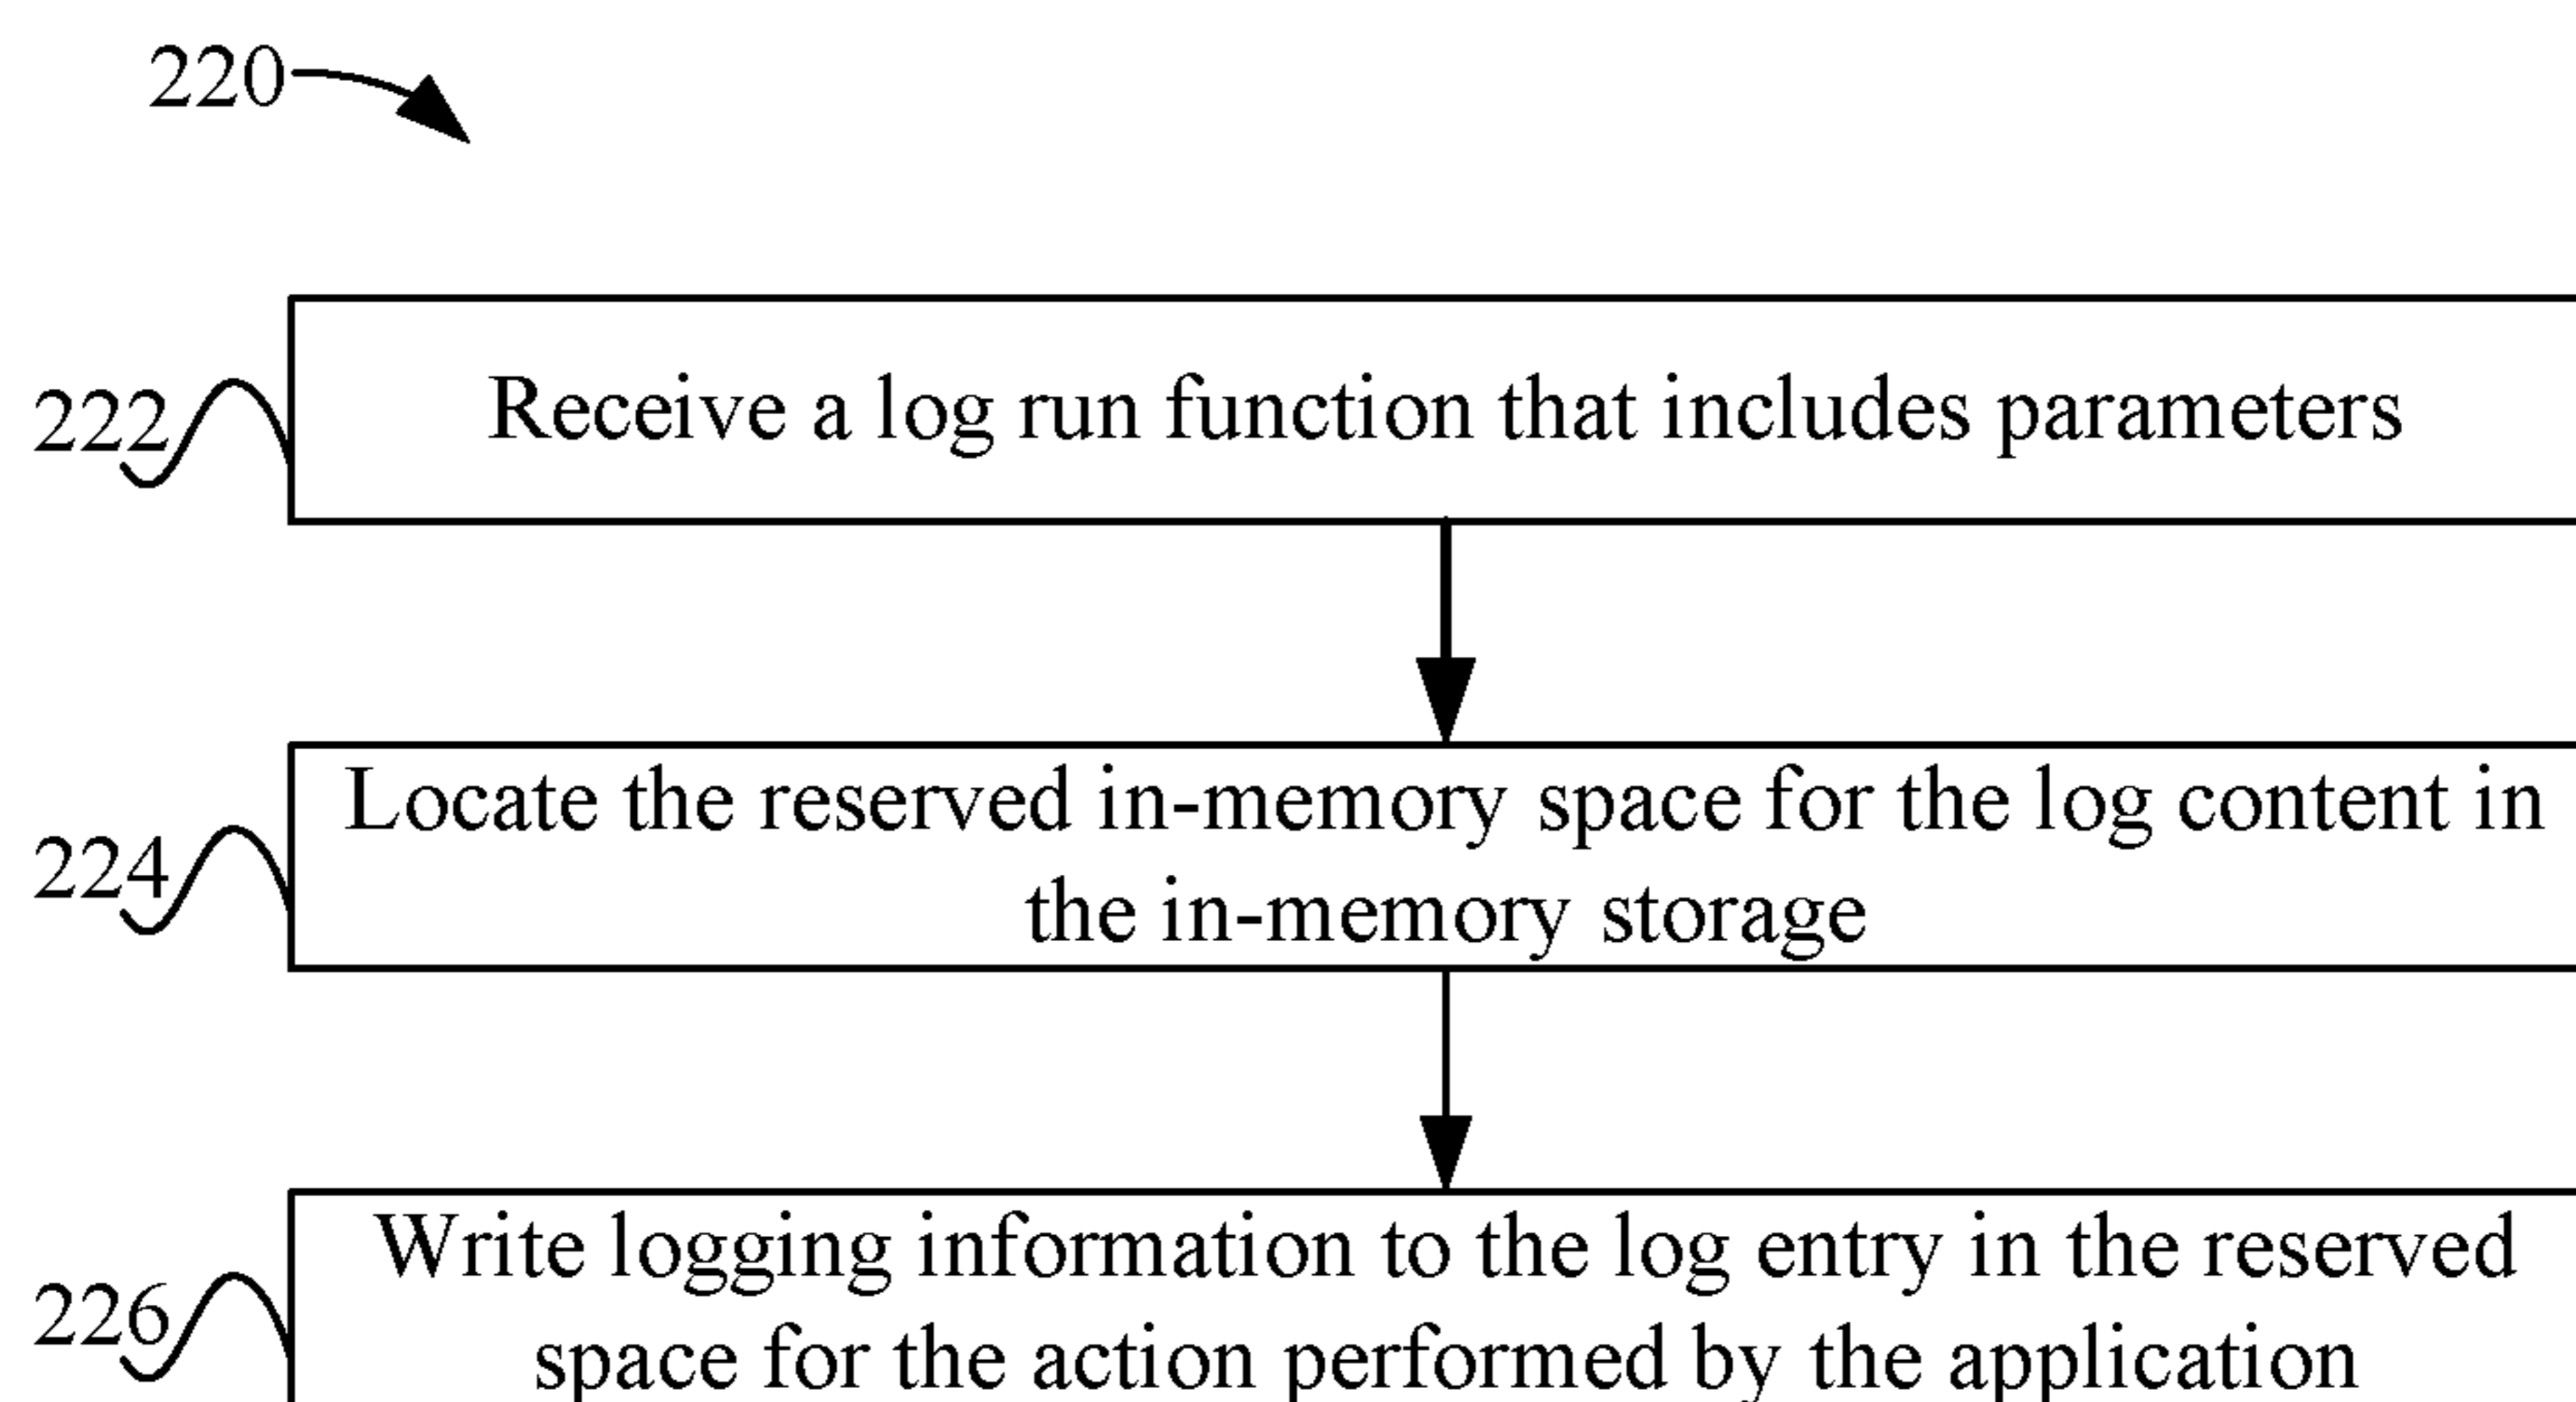 220
222
Receive a log run function that includes parameters
224
Locate the reserved in-memory space for the log content in
the in-memory storage
226
Write logging information to the log entry in the reserved
space for the action performed by the application